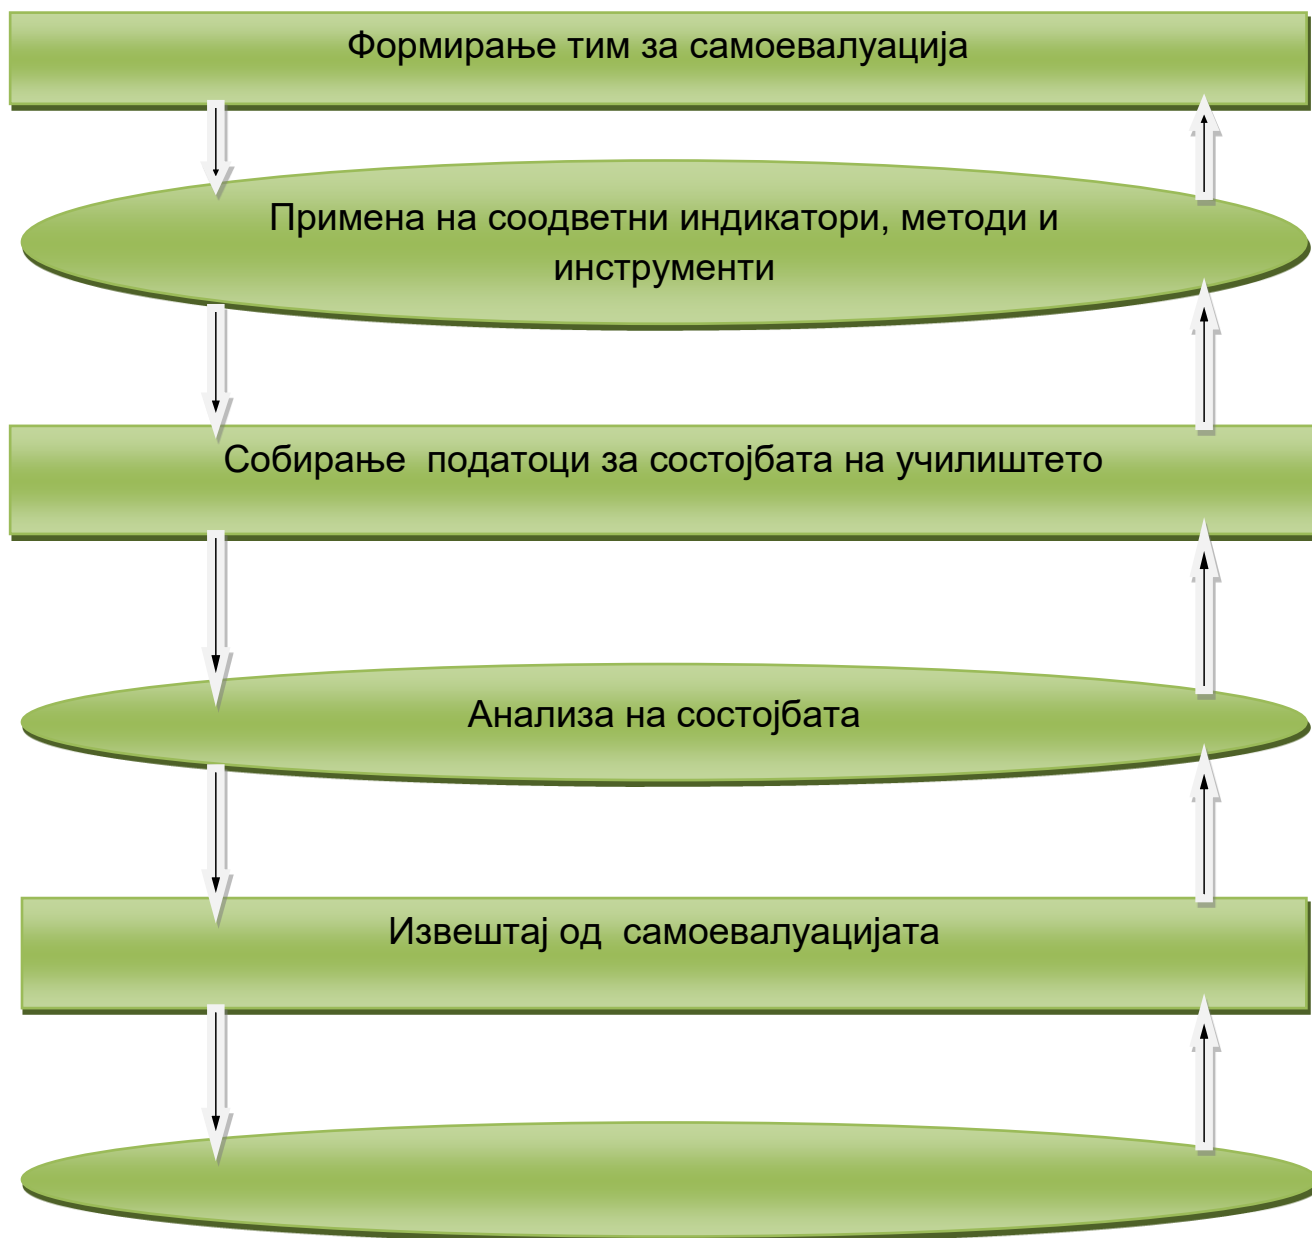 Формирање тим за самоевалуација
Примена на соодветни индикатори, методи и
инструменти
Собирање  податоци за состојбата на училиштето
Анализа на состојбата
Извештај од  самоевалуацијата